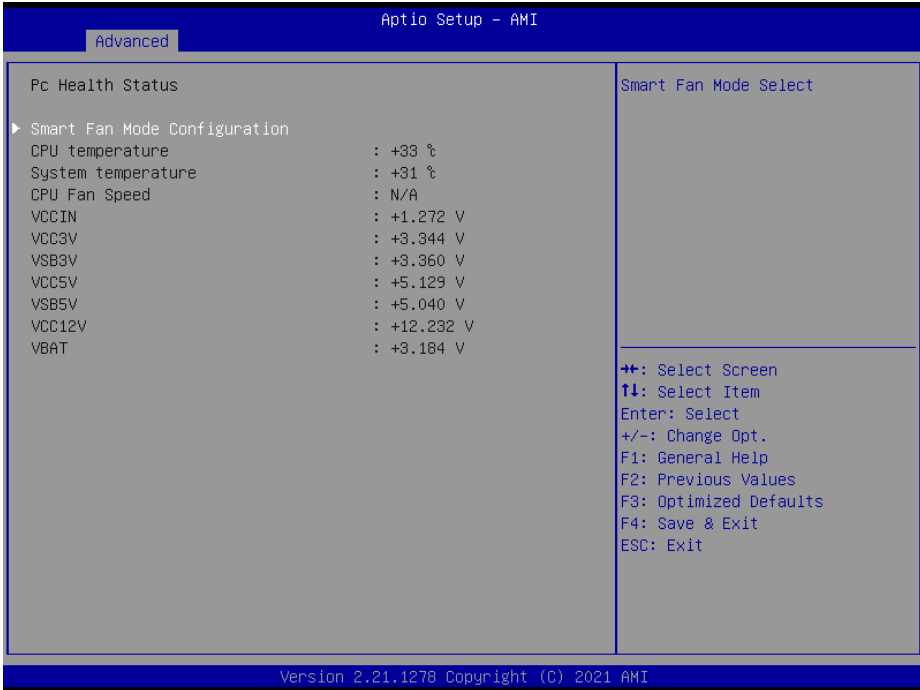 Aptio Setup – AMI
Advanced
Pc Health Status
Smart Fan Mode Configuration
CPU temperature : +33 ℃
System temperature : +31 ℃
CPU Fan Speed : N/A
VCCIN : +1.272 V
VCC3V : +3.344 V
VSB3V : +3.360 V
VCC5V : +5.129 V
VSB5V : +5.040 V
VCC12V : +12.232 V
VBAT : +3.184 V
Smart Fan Mode Select
→←: Select Screen
↑↓: Select Item
Enter: Select
+/-: Change Opt.
F1: General Help
F2: Previous Values
F3: Optimized Defaults
F4: Save & Exit
ESC: Exit
Version 2.21.1278 Copyright (C) 2021 AMI